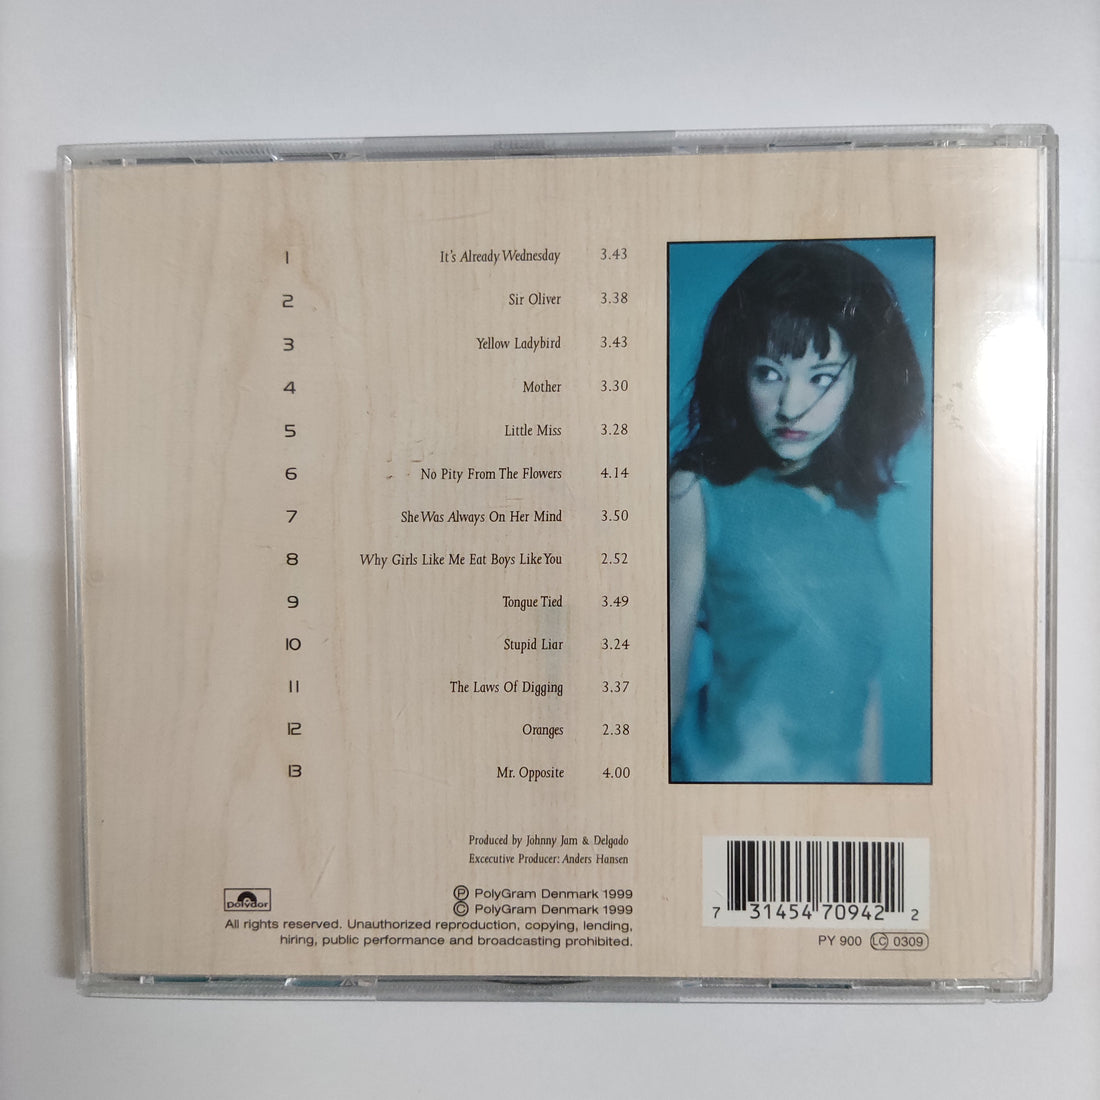 1 It's Already Wednesday 3.43
2 Sir Oliver 3.38
3 Yellow Ladybird 3.43
4 Mother 3.30
5 Little Miss 3.28
6 No Pity From The Flowers 4.14
7 She Was Always On Her Mind 3.50
8 Why Girls Like Me Eat Boys Like You 2.52
9 Tongue Tied 3.49
10 Stupid Liar 3.24
11 The Laws Of Digging 3.37
12 Oranges 2.38
13 Mr. Opposite 4.00
Produced by Johnny Jam & Delgado
Excecutive Producer: Anders Hansen
polydor
Ⓟ PolyGram Denmark 1999
© PolyGram Denmark 1999
All rights reserved. Unauthorized reproduction, copying, lending,
hiring, public performance and broadcasting prohibited.
7 31454 70942 2
PY 900 LC 0309